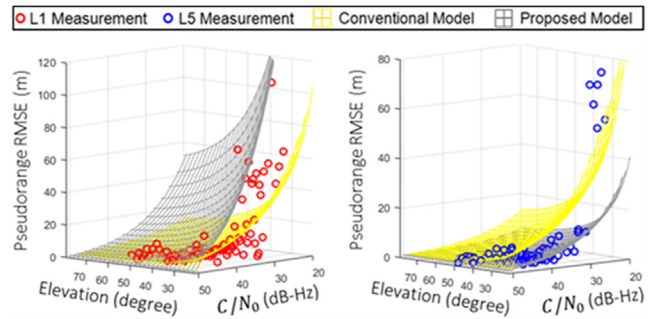 L1 Measurement L5 Measurement Conventional Model Proposed Model
Pseudorange RMSE (m)
120
100
80
60
40
20
0
70 60 50 40 30
Elevation (degree)
50 40 30 20
C/N₀ (dB-Hz)
Pseudorange RMSE (m)
80
60
40
20
0
70 60 50 40 30
Elevation (degree)
50 40 30 20
C/N₀ (dB-Hz)